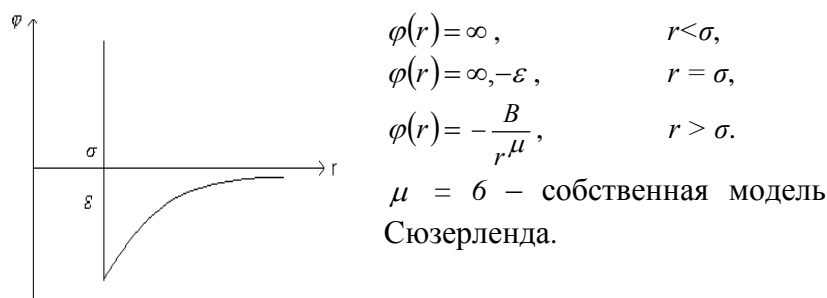 φ
σ
r
ε
φ(r) = ∞, r<σ,
φ(r) = ∞,−ε, r = σ,
φ(r) = − B / r^μ, r > σ.
μ = 6 – собственная модель
Сюзерленда.